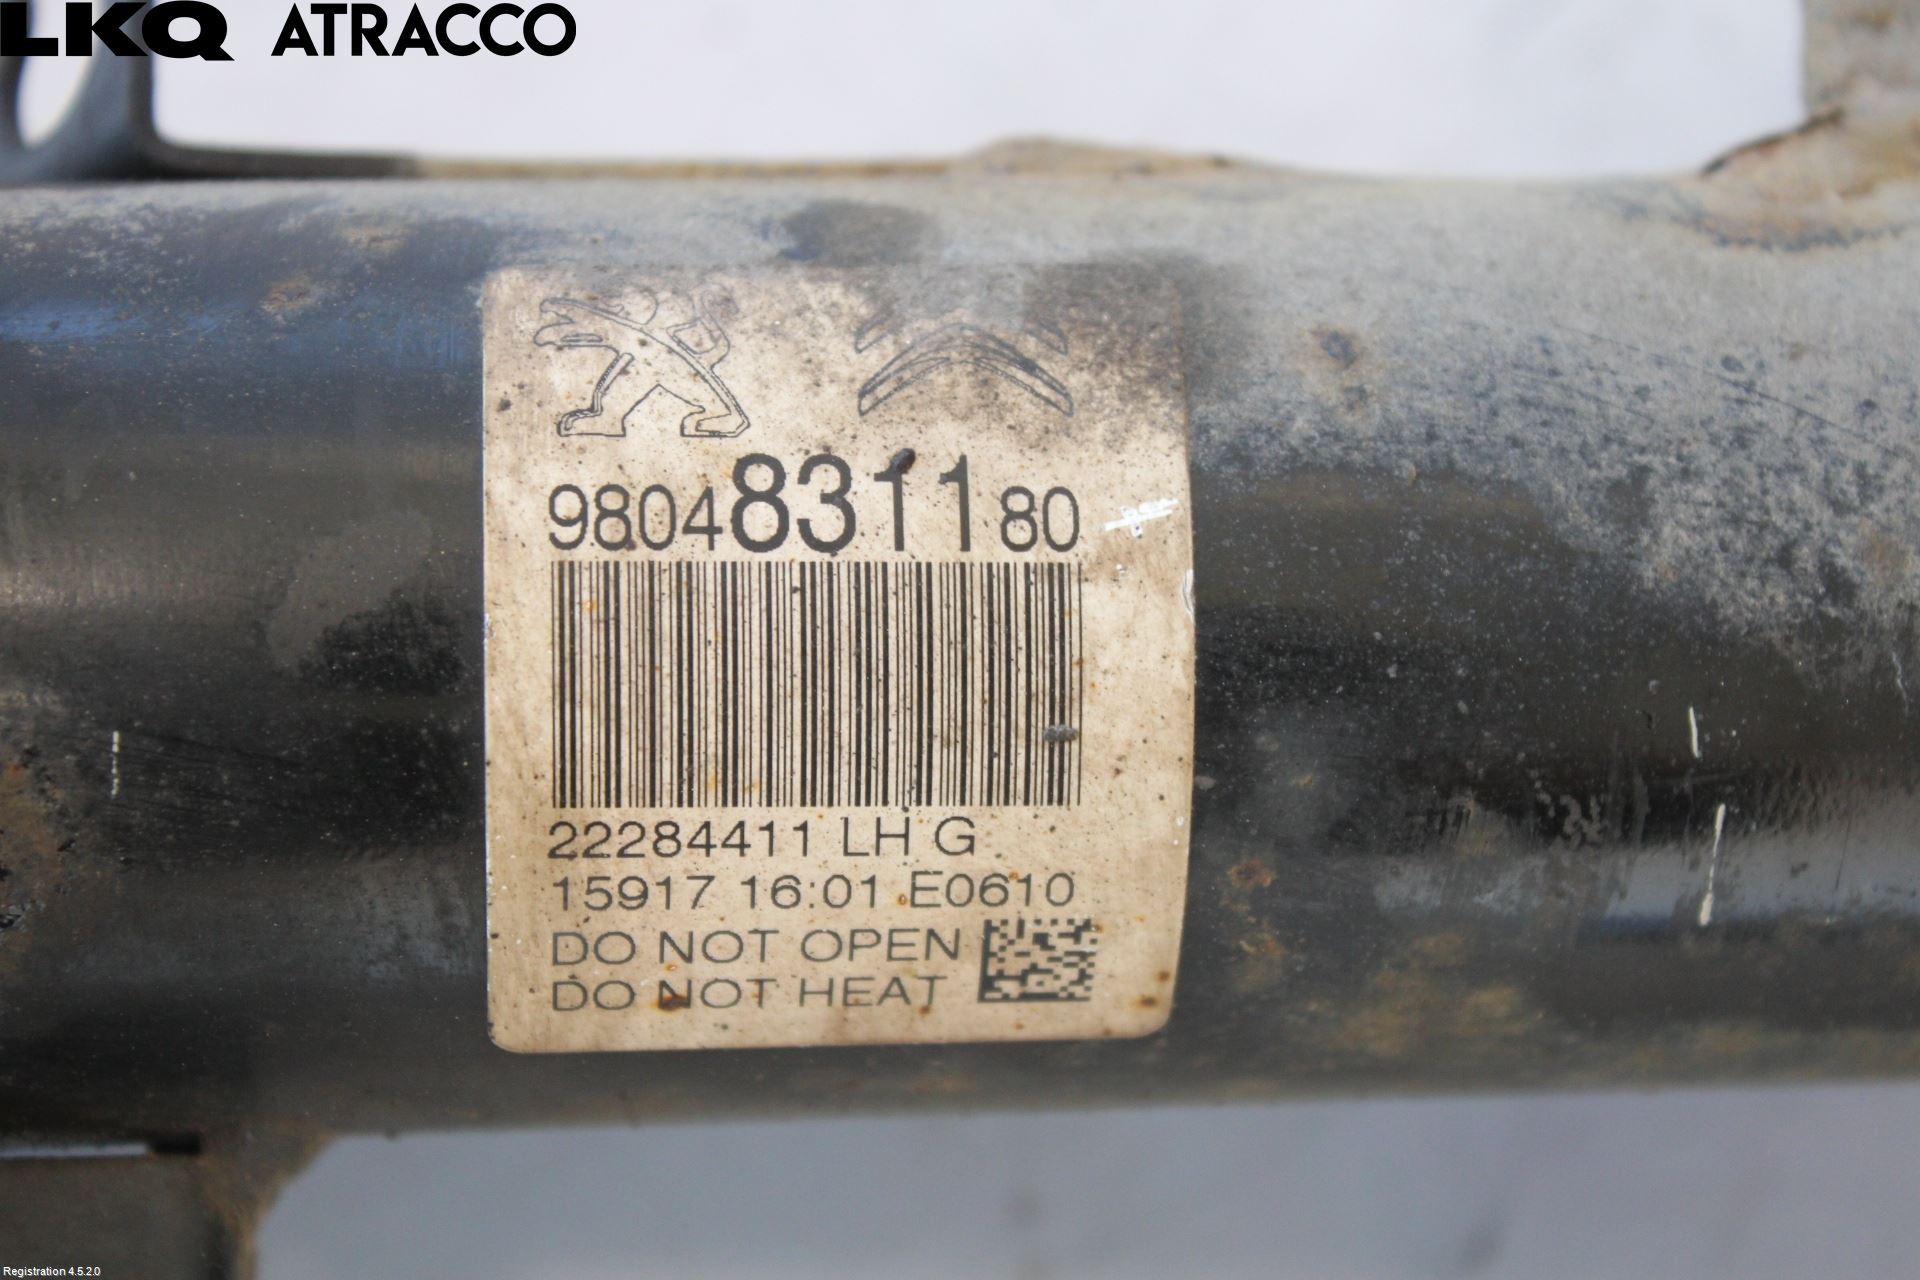 LKQ ATRACCO
9804831180
22284411 LH G
15917 16:01 E0610
DO NOT OPEN
DO NOT HEAT
Registration 4.5.2.0